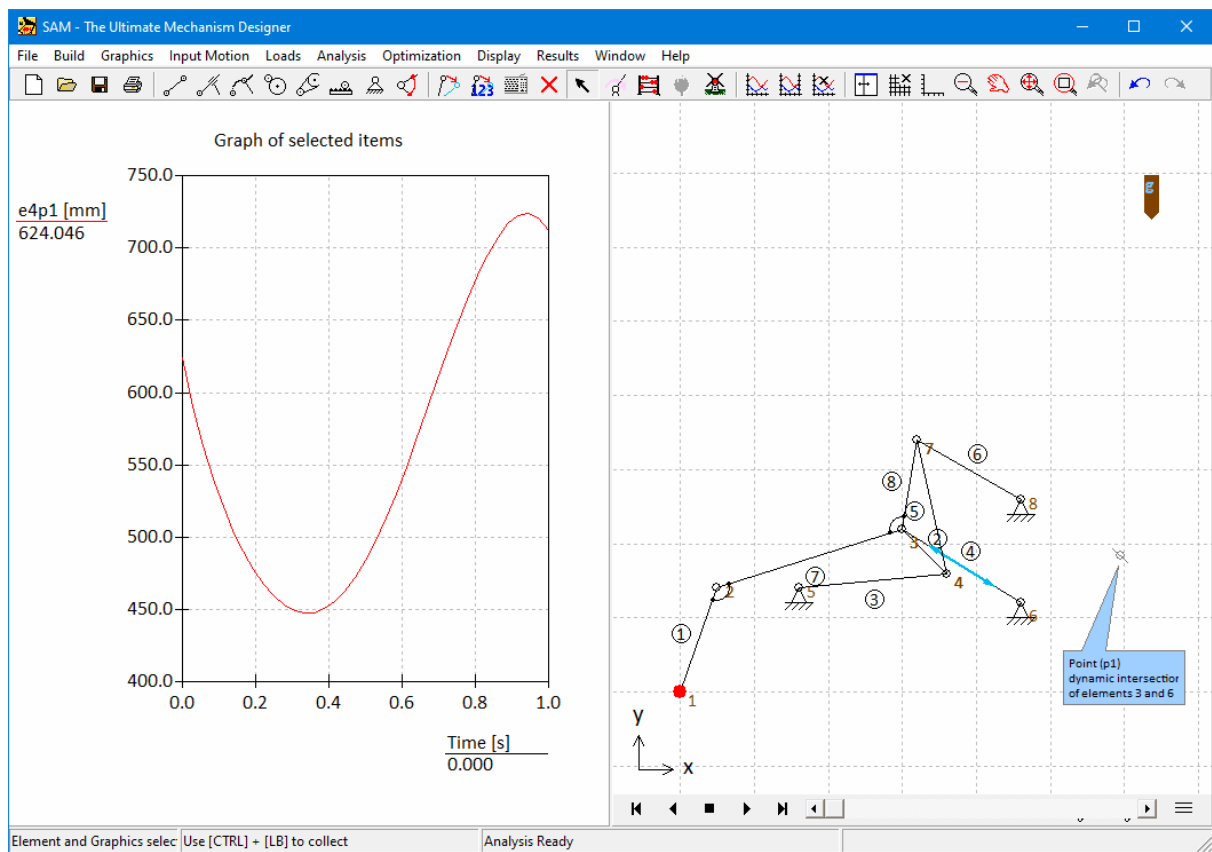 SAM - The Ultimate Mechanism Designer
File Build Graphics Input Motion Loads Analysis Optimization Display Results Window Help
123
Graph of selected items
e4p1 [mm]
624.046
750.0
700.0
650.0
600.0
550.0
500.0
450.0
400.0
0.0 0.2 0.4 0.6 0.8 1.0
Time [s]
0.000
g
7
6
8
8
5
3
2
4
4
2
7
5
3
6
1
1
Point (p1)
dynamic intersection
of elements 3 and 6
y
x
Element and Graphics selec Use [CTRL] + [LB] to collect Analysis Ready